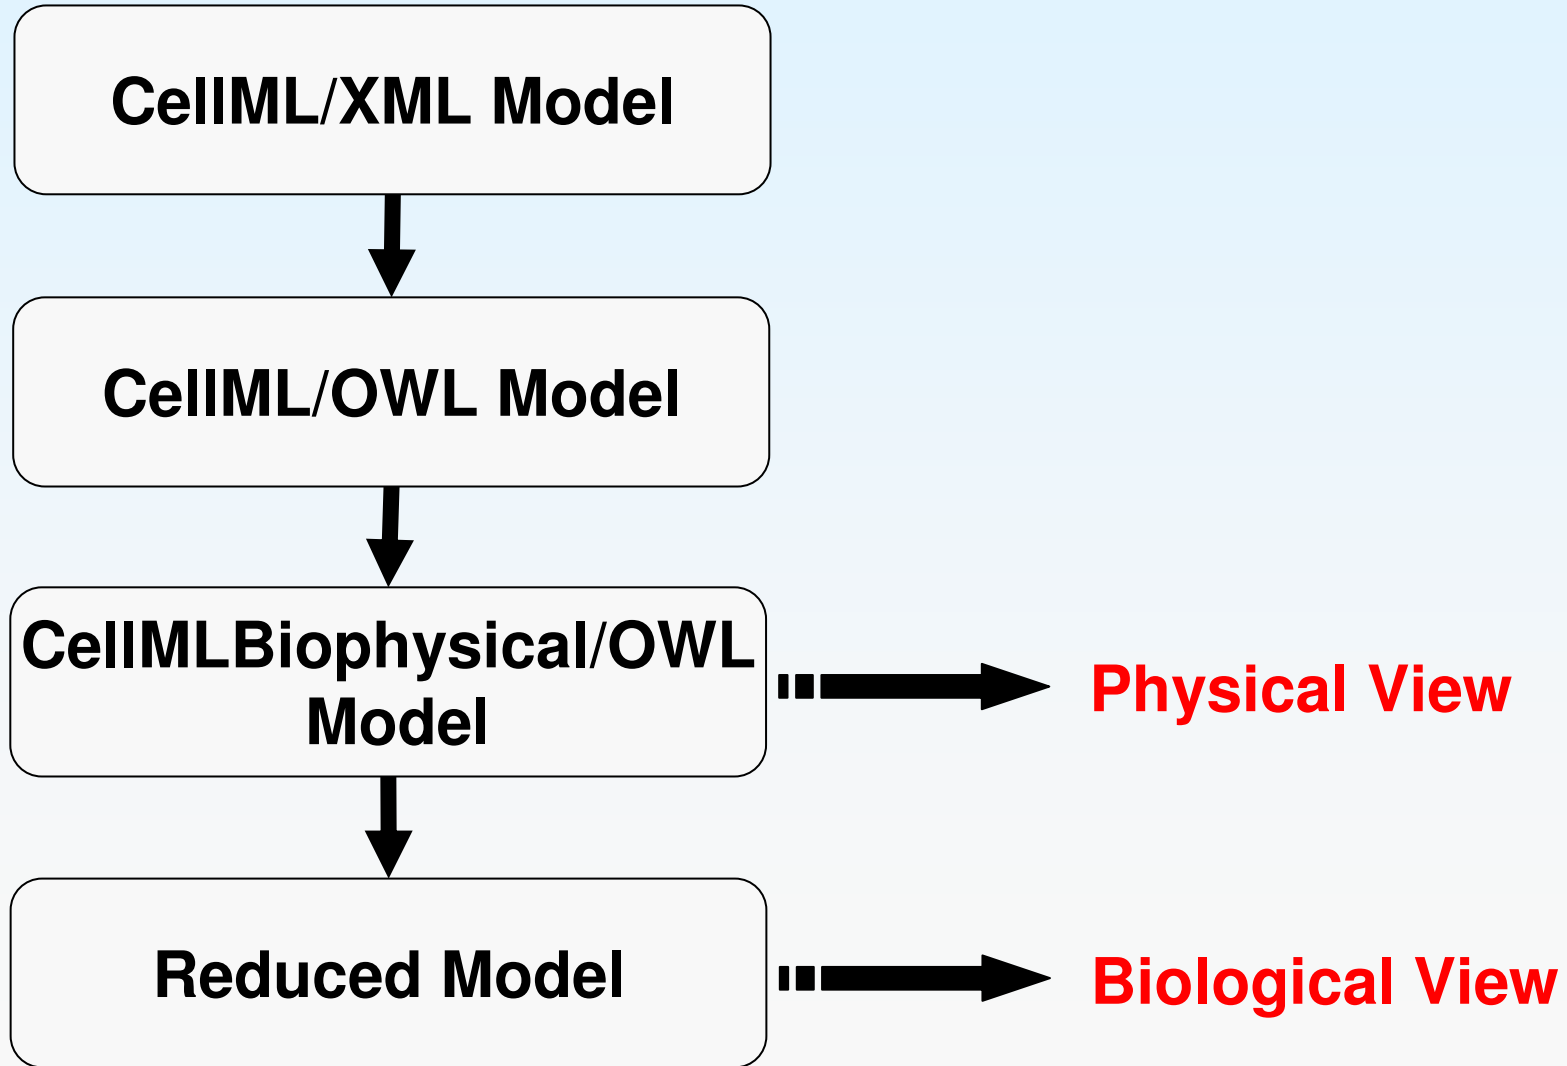 CellML/XML Model
CellML/OWL Model
CellMLBiophysical/OWL
Model
Physical View
Reduced Model
Biological View